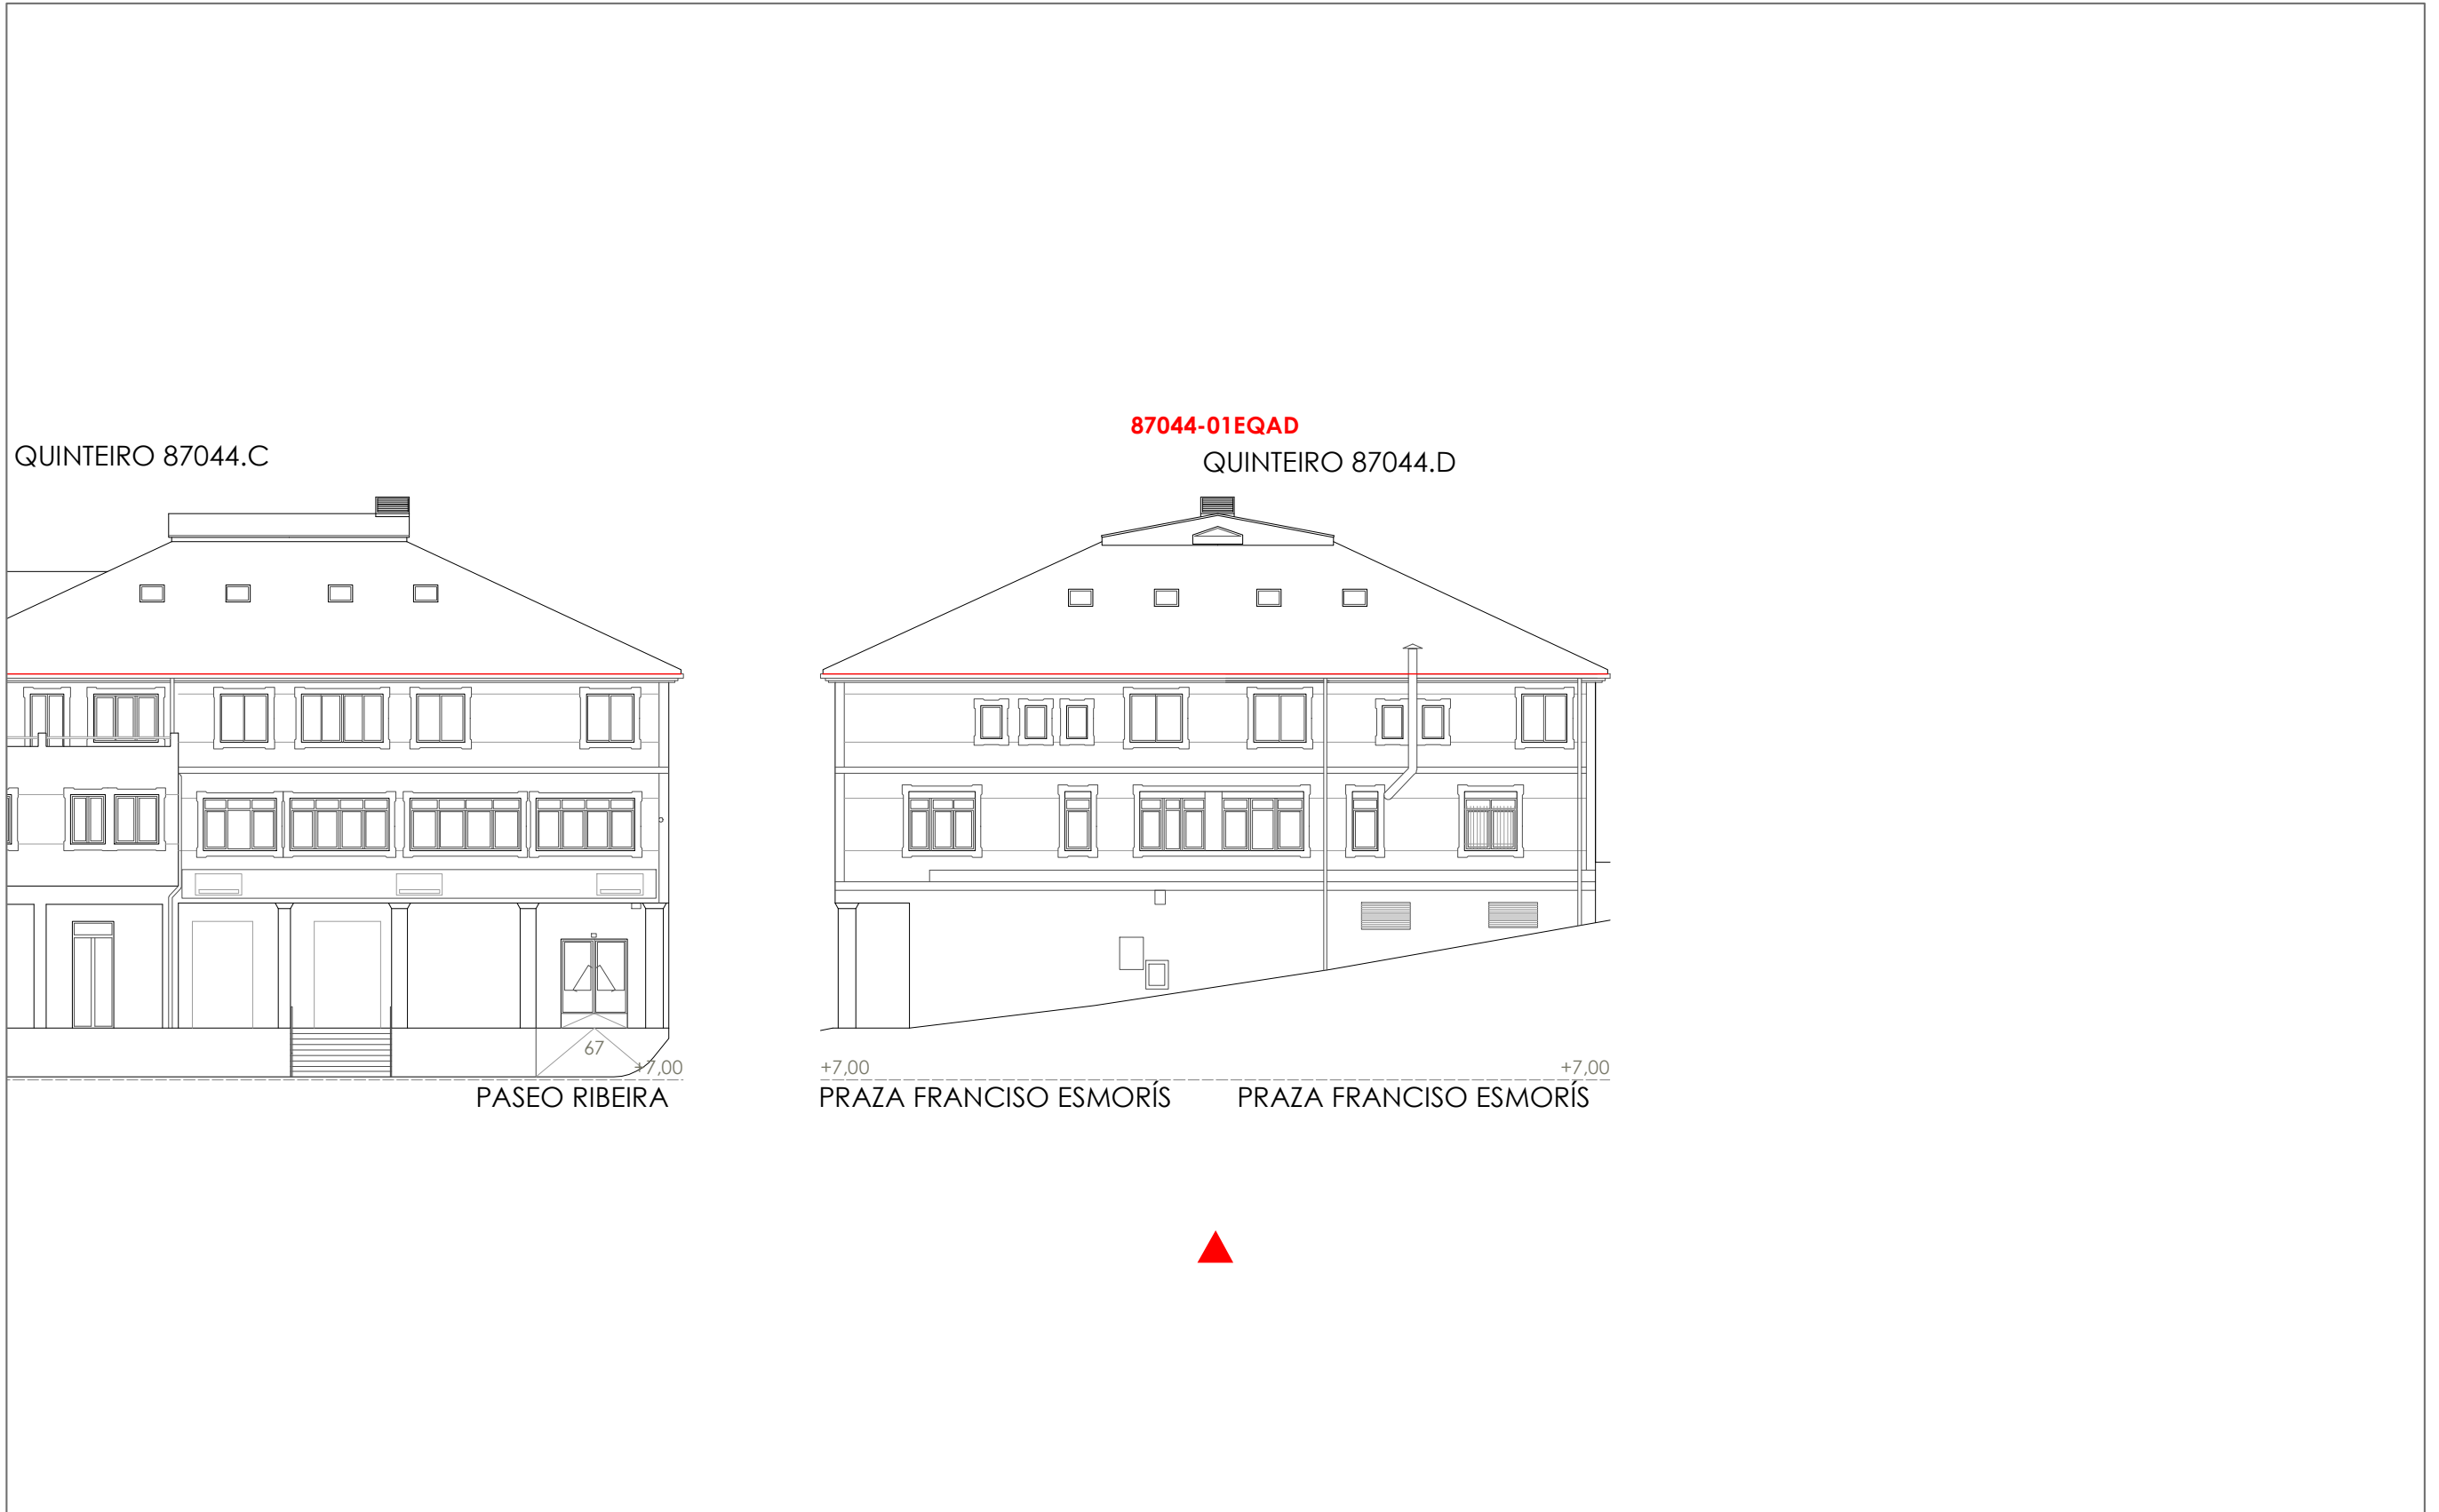 87044-01EQAD
QUINTEIRO 87044.C
QUINTEIRO 87044.D
67
+7,00
+7,00
+7,00
PASEO RIBEIRA
PRAZA FRANCISO ESMORÍS
PRAZA FRANCISO ESMORÍS